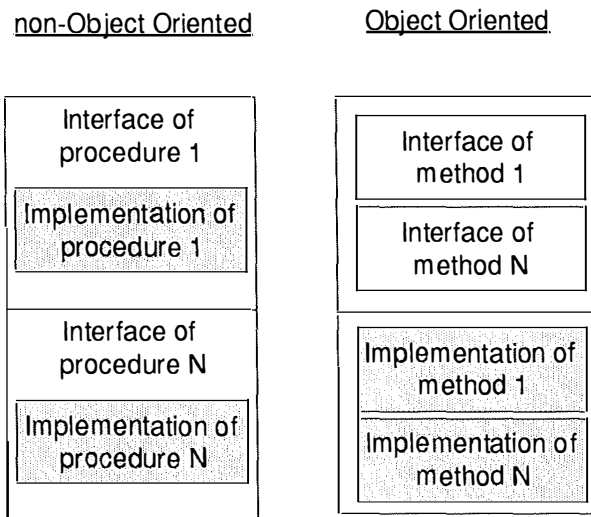 non-Object Oriented
Object Oriented
Interface of
procedure 1
Implementation of
procedure 1
Interface of
procedure N
Implementation of
procedure N
Interface of
method 1
Interface of
method N
Implementation of
method 1
Implementation of
method N